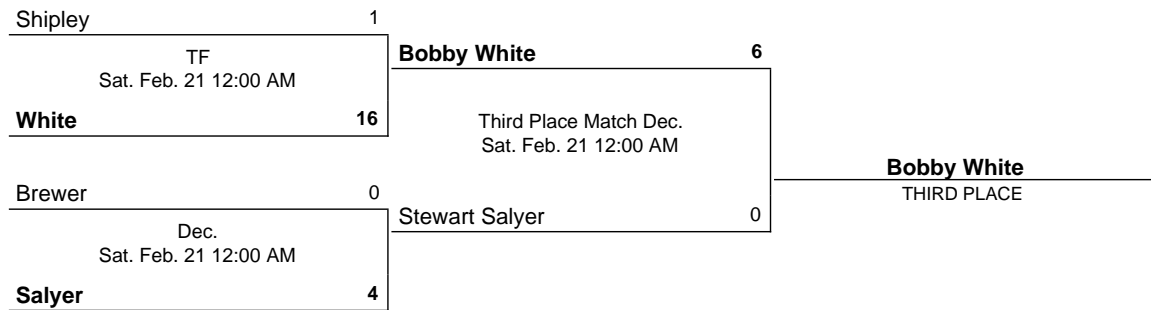 Shipley 1
TF
Sat. Feb. 21 12:00 AM
White 16
Bobby White 6
Third Place Match Dec.
Sat. Feb. 21 12:00 AM
Bobby White
THIRD PLACE
Brewer 0
Dec.
Sat. Feb. 21 12:00 AM
Salyer 4
Stewart Salyer 0